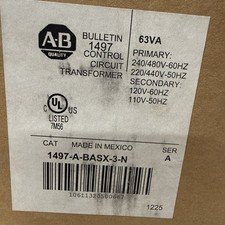 A-B
QUALITY
BULLETIN
1497
CONTROL
CIRCUIT
TRANSFORMER
63VA
PRIMARY:
240/480V-60HZ
220/440V-50HZ
SECONDARY:
120V-60HZ
110V-50HZ
C UL US
LISTED
7M56
CAT
MADE IN MEXICO
SER
1497-A-BASX-3-N
A
1225